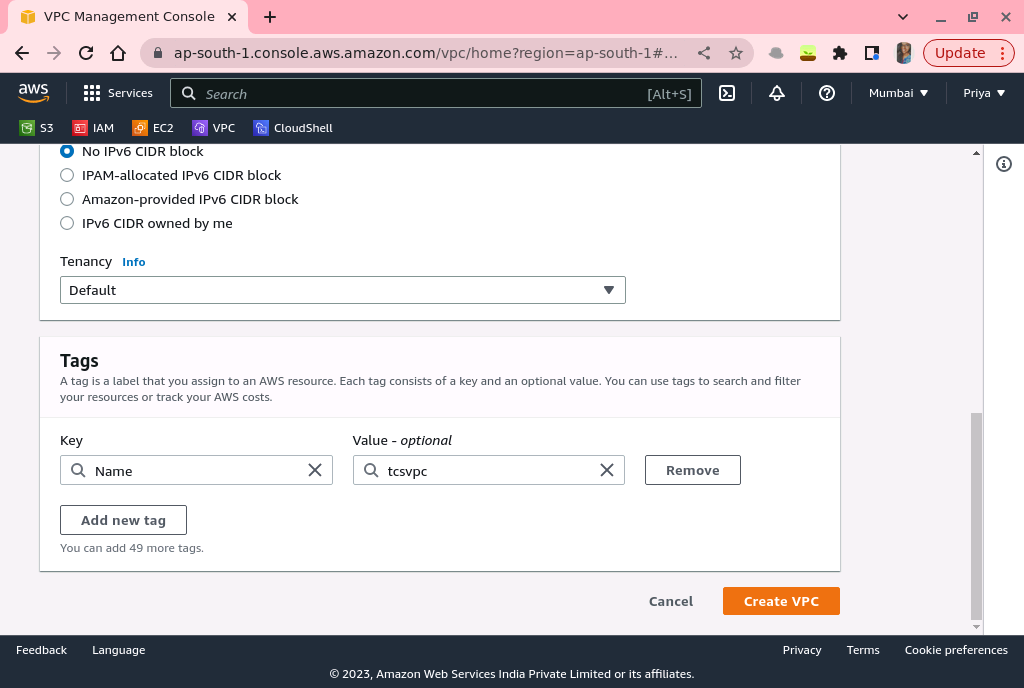 VPC Management Console
ap-south-1.console.aws.amazon.com/vpc/home?region=ap-south-1#...
Update
aws
Services
Search
[Alt+S]
Mumbai
Priya
S3
IAM
EC2
VPC
CloudShell
No IPv6 CIDR block
IPAM-allocated IPv6 CIDR block
Amazon-provided IPv6 CIDR block
IPv6 CIDR owned by me
Tenancy Info
Default
Tags
A tag is a label that you assign to an AWS resource. Each tag consists of a key and an optional value. You can use tags to search and filter
your resources or track your AWS costs.
Key
Value - optional
Name
tcsvpc
Remove
Add new tag
You can add 49 more tags.
Cancel
Create VPC
Feedback
Language
Privacy
Terms
Cookie preferences
© 2023, Amazon Web Services India Private Limited or its affiliates.